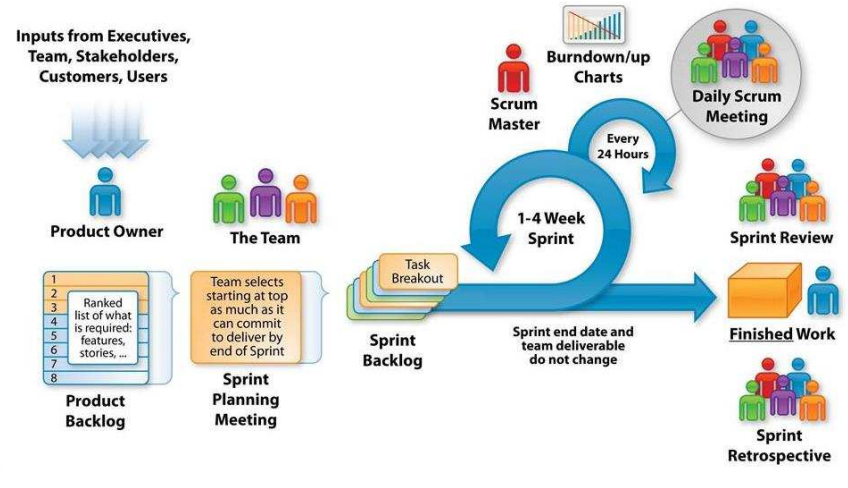 Inputs from Executives,
Team, Stakeholders,
Customers, Users
Product Owner
The Team
1
2
3
4
5
6
7
8
Ranked
list of what
is required:
features,
stories, ...
Product
Backlog
Team selects
starting at top
as much as it
can commit
to deliver by
end of Sprint
Sprint
Planning
Meeting
Task
Breakout
Sprint
Backlog
Scrum
Master
Burndown/up
Charts
Daily Scrum
Meeting
Every
24 Hours
1-4 Week
Sprint
Sprint end date and
team deliverable
do not change
Sprint Review
Finished Work
Sprint
Retrospective